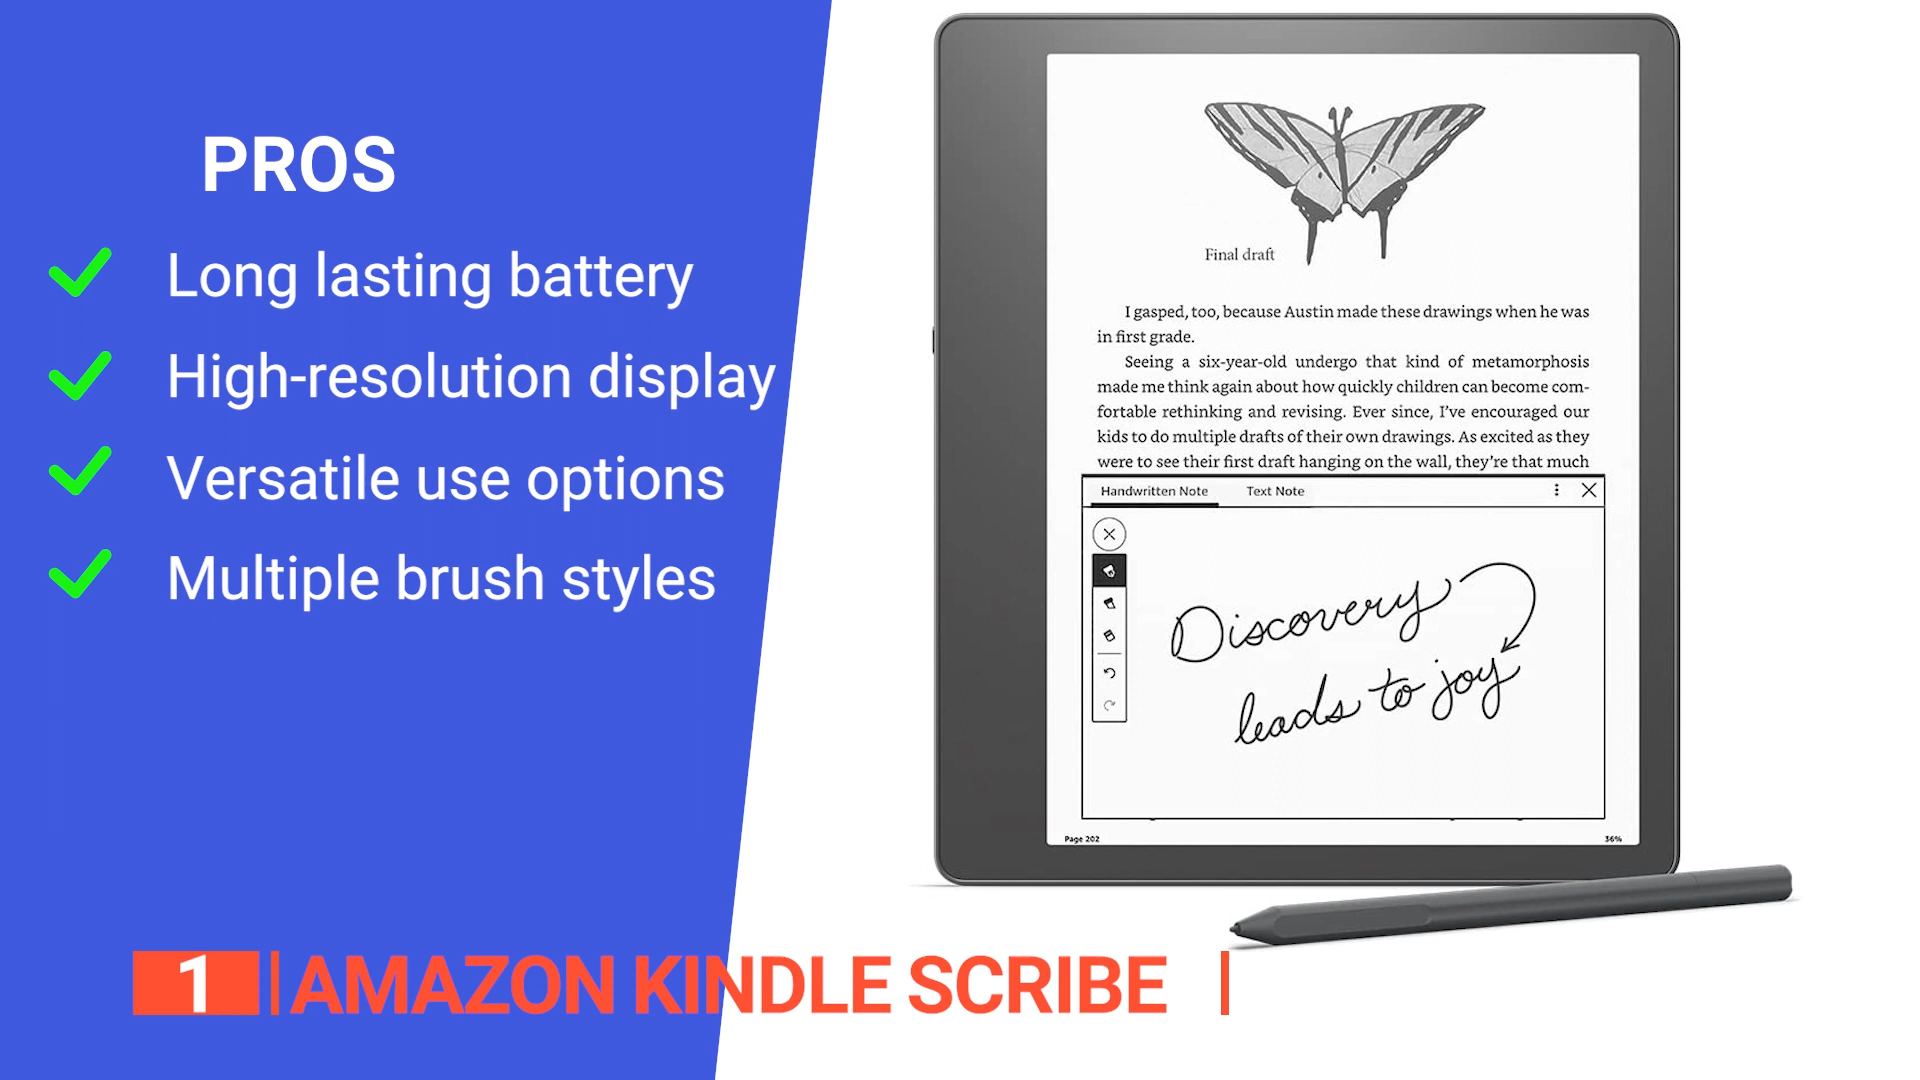 PROS
Long lasting battery
High-resolution display
Versatile use options
Multiple brush styles
Final draft
I gasped, too, because Austin made these drawings when he was
in first grade.
Seeing a six-year-old undergo that kind of metamorphosis
made me think again about how quickly children can become com-
fortable rethinking and revising. Ever since, I’ve encouraged our
kids to do multiple drafts of their own drawings. As excited as they
were to see their first draft hanging on the wall, they’re that much
Handwritten Note Text Note
Discovery
leads to joy
Page 202 36%
1 AMAZON KINDLE SCRIBE